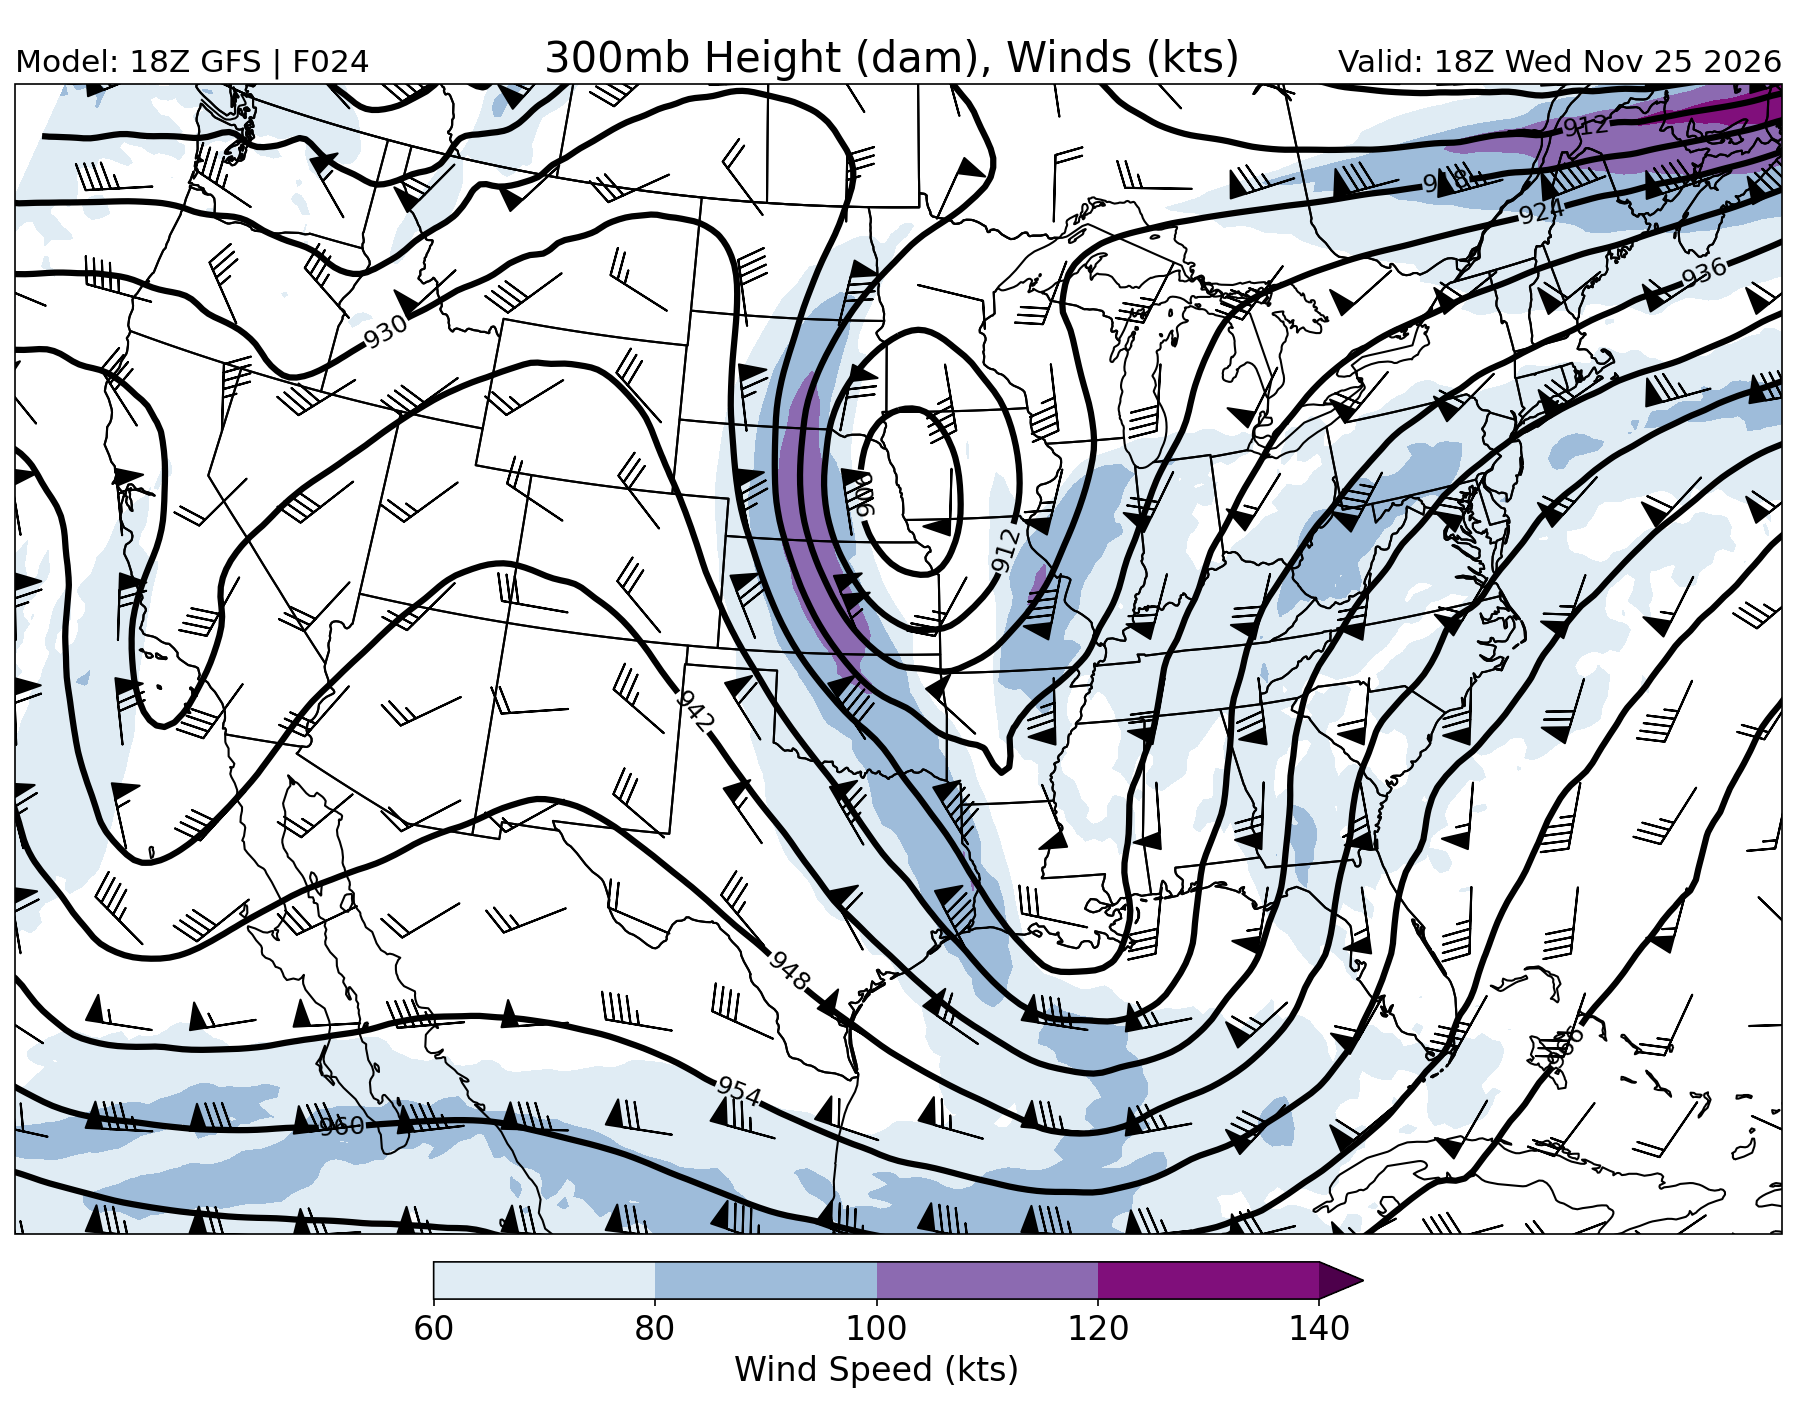 Model: 18Z GFS | F024
300mb Height (dam), Winds (kts)
Valid: 18Z Wed Nov 25 2026
912
918
924
936
930
906
912
942
948
954
960
966
60 80 100 120 140
Wind Speed (kts)